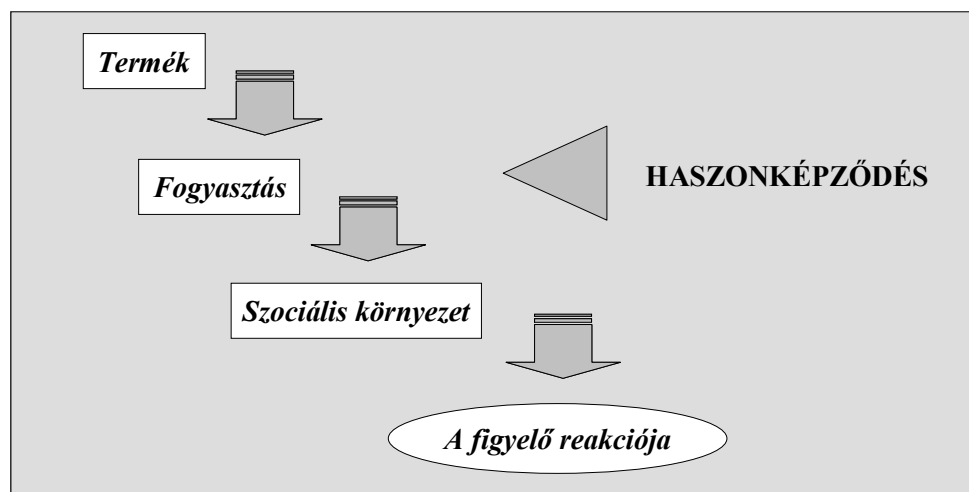 Termék
Fogyasztás
HASZONKÉPZŐDÉS
Szociális környezet
A figyelő reakciója